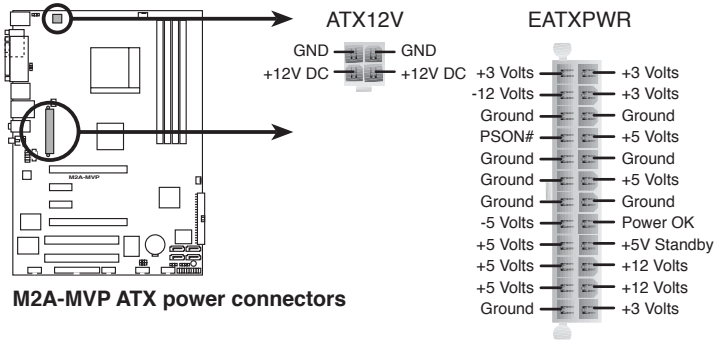 ATX12V
EATXPWR
GND
GND
+12V DC
+12V DC
+3 Volts
+3 Volts
-12 Volts
+3 Volts
Ground
Ground
PSON#
+5 Volts
Ground
Ground
Ground
+5 Volts
Ground
Ground
-5 Volts
Power OK
+5 Volts
+5V Standby
+5 Volts
+12 Volts
+5 Volts
+12 Volts
Ground
+3 Volts
M2A-MVP
M2A-MVP ATX power connectors